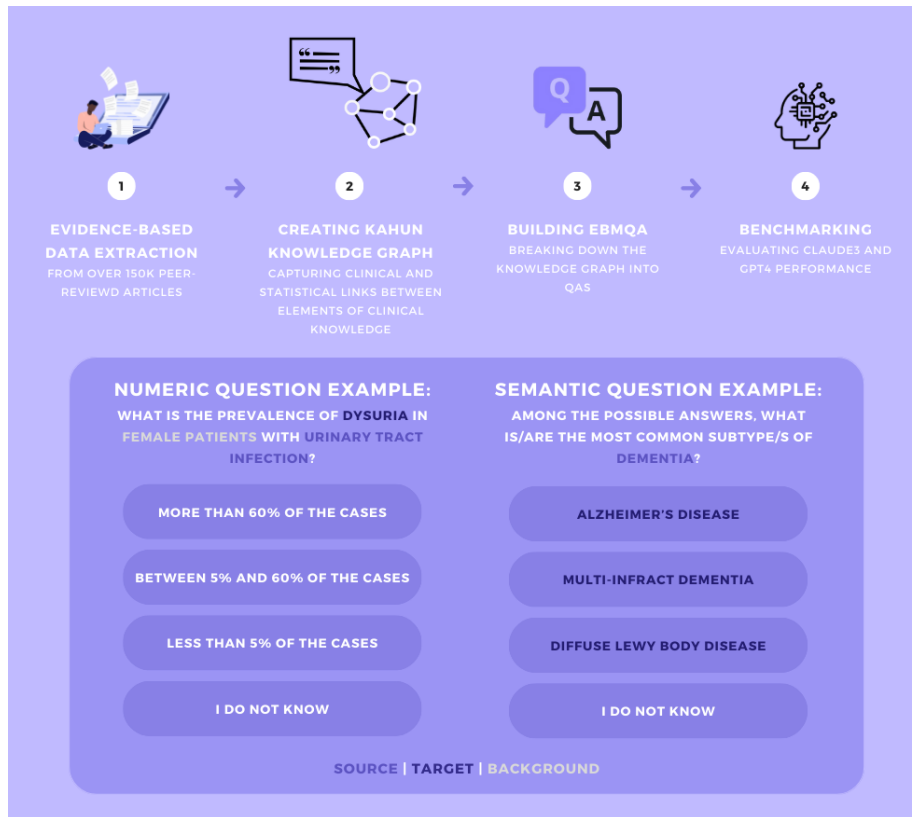 Q
A
1
2
3
4
EVIDENCE-BASED
DATA EXTRACTION
FROM OVER 150K PEER-
REVIEWD ARTICLES
CREATING KAHUN
KNOWLEDGE GRAPH
CAPTURING CLINICAL AND
STATISTICAL LINKS BETWEEN
ELEMENTS OF CLINICAL
KNOWLEDGE
BUILDING EBMQA
BREAKING DOWN THE
KNOWLEDGE GRAPH INTO
QAS
BENCHMARKING
EVALUATING CLAUDE3 AND
GPT4 PERFORMANCE
NUMERIC QUESTION EXAMPLE:
WHAT IS THE PREVALENCE OF DYSURIA IN
FEMALE PATIENTS WITH URINARY TRACT
INFECTION?
MORE THAN 60% OF THE CASES
BETWEEN 5% AND 60% OF THE CASES
LESS THAN 5% OF THE CASES
I DO NOT KNOW
SEMANTIC QUESTION EXAMPLE:
AMONG THE POSSIBLE ANSWERS, WHAT
IS/ARE THE MOST COMMON SUBTYPE/S OF
DEMENTIA?
ALZHEIMER'S DISEASE
MULTI-INFRACT DEMENTIA
DIFFUSE LEWY BODY DISEASE
I DO NOT KNOW
SOURCE | TARGET | BACKGROUND